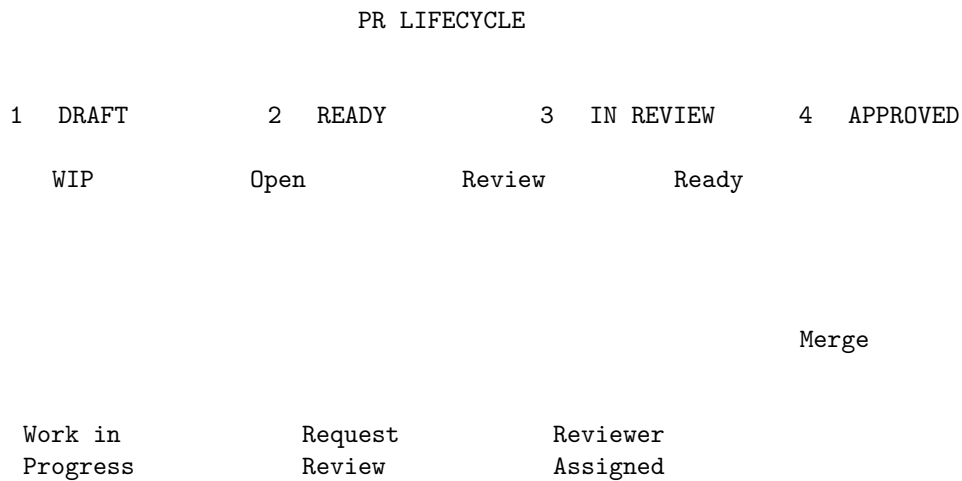 PR LIFECYCLE
1 DRAFT 2 READY 3 IN REVIEW 4 APPROVED
WIP Open Review Ready
Merge
Work in Request Reviewer
Progress Review Assigned